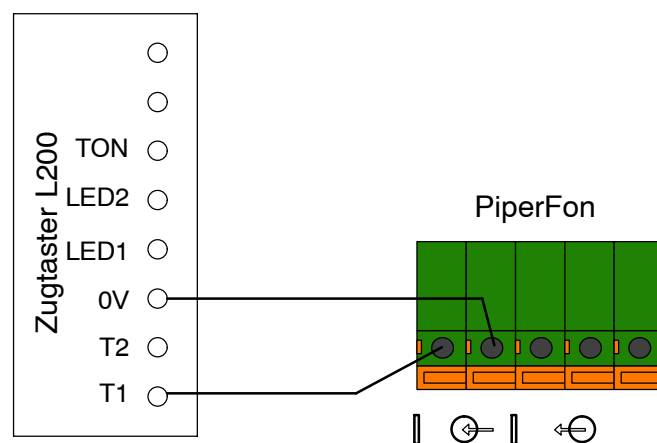 Zugtaster L200
TON
LED2
LED1
0V
T2
T1
PiperFon